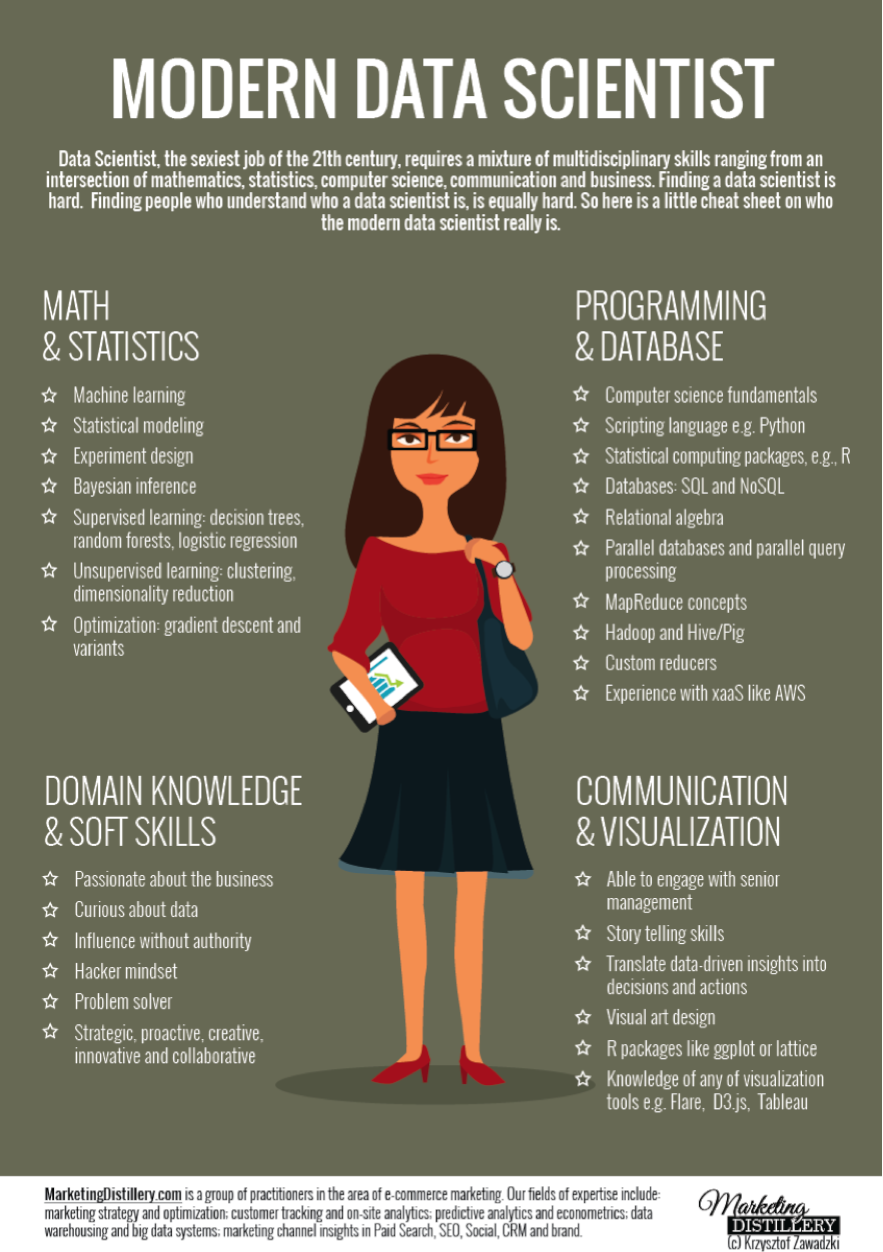 MODERN DATA SCIENTIST
Data Scientist, the sexiest job of the 21th century, requires a mixture of multidisciplinary skills ranging from an
intersection of mathematics, statistics, computer science, communication and business. Finding a data scientist is
hard. Finding people who understand who a data scientist is, is equally hard. So here is a little cheat sheet on who
the modern data scientist really is.
MATH
& STATISTICS
Machine learning
Statistical modeling
Experiment design
Bayesian inference
Supervised learning: decision trees,
random forests, logistic regression
Unsupervised learning: clustering,
dimensionality reduction
Optimization: gradient descent and
variants
PROGRAMMING
& DATABASE
Computer science fundamentals
Scripting language e.g. Python
Statistical computing packages, e.g., R
Databases: SQL and NoSQL
Relational algebra
Parallel databases and parallel query
processing
MapReduce concepts
Hadoop and Hive/Pig
Custom reducers
Experience with xaaS like AWS
DOMAIN KNOWLEDGE
& SOFT SKILLS
Passionate about the business
Curious about data
Influence without authority
Hacker mindset
Problem solver
Strategic, proactive, creative,
innovative and collaborative
COMMUNICATION
& VISUALIZATION
Able to engage with senior
management
Story telling skills
Translate data-driven insights into
decisions and actions
Visual art design
R packages like ggplot or lattice
Knowledge of any of visualization
tools e.g. Flare, D3.js, Tableau
MarketingDistillery.com is a group of practitioners in the area of e-commerce marketing. Our fields of expertise include:
marketing strategy and optimization; customer tracking and on-site analytics; predictive analytics and econometrics; data
warehousing and big data systems; marketing channel insights in Paid Search, SEO, Social, CRM and brand.
Marketing
DISTILLERY
(c) Krzysztof Zawadzki